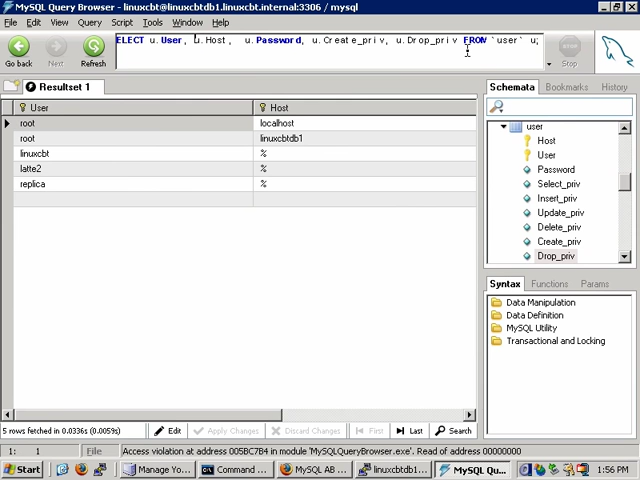 MySQL Query Browser - linuxcbt@linuxcbtdb1.linuxcbt.internal:3306 / mysql
File Edit View Query Script Tools Window Help
ELECT u.User, u.Host, u.Password, u.Create_priv, u.Drop_priv FROM `user` u;
Go back Next Refresh Stop
Resultset 1
Schemata Bookmarks History
User Host
root localhost
root linuxcbtdb1
linuxcbt %
latte2 %
replica %
user
Host
User
Password
Select_priv
Insert_priv
Update_priv
Delete_priv
Create_priv
Drop_priv
Syntax Functions Params
Data Manipulation
Data Definition
MySQL Utility
Transactional and Locking
5 rows fetched in 0.0336s (0.0059s) Edit Apply Changes Discard Changes First Last Search
1: 1 File Access violation at address 005BC7B4 in module 'MySQLQueryBrowser.exe'. Read of address 00000000
Start Manage Yo... Command ... MySQL AB ... linuxcbtdb1... MySQL Qu... 1:56 PM